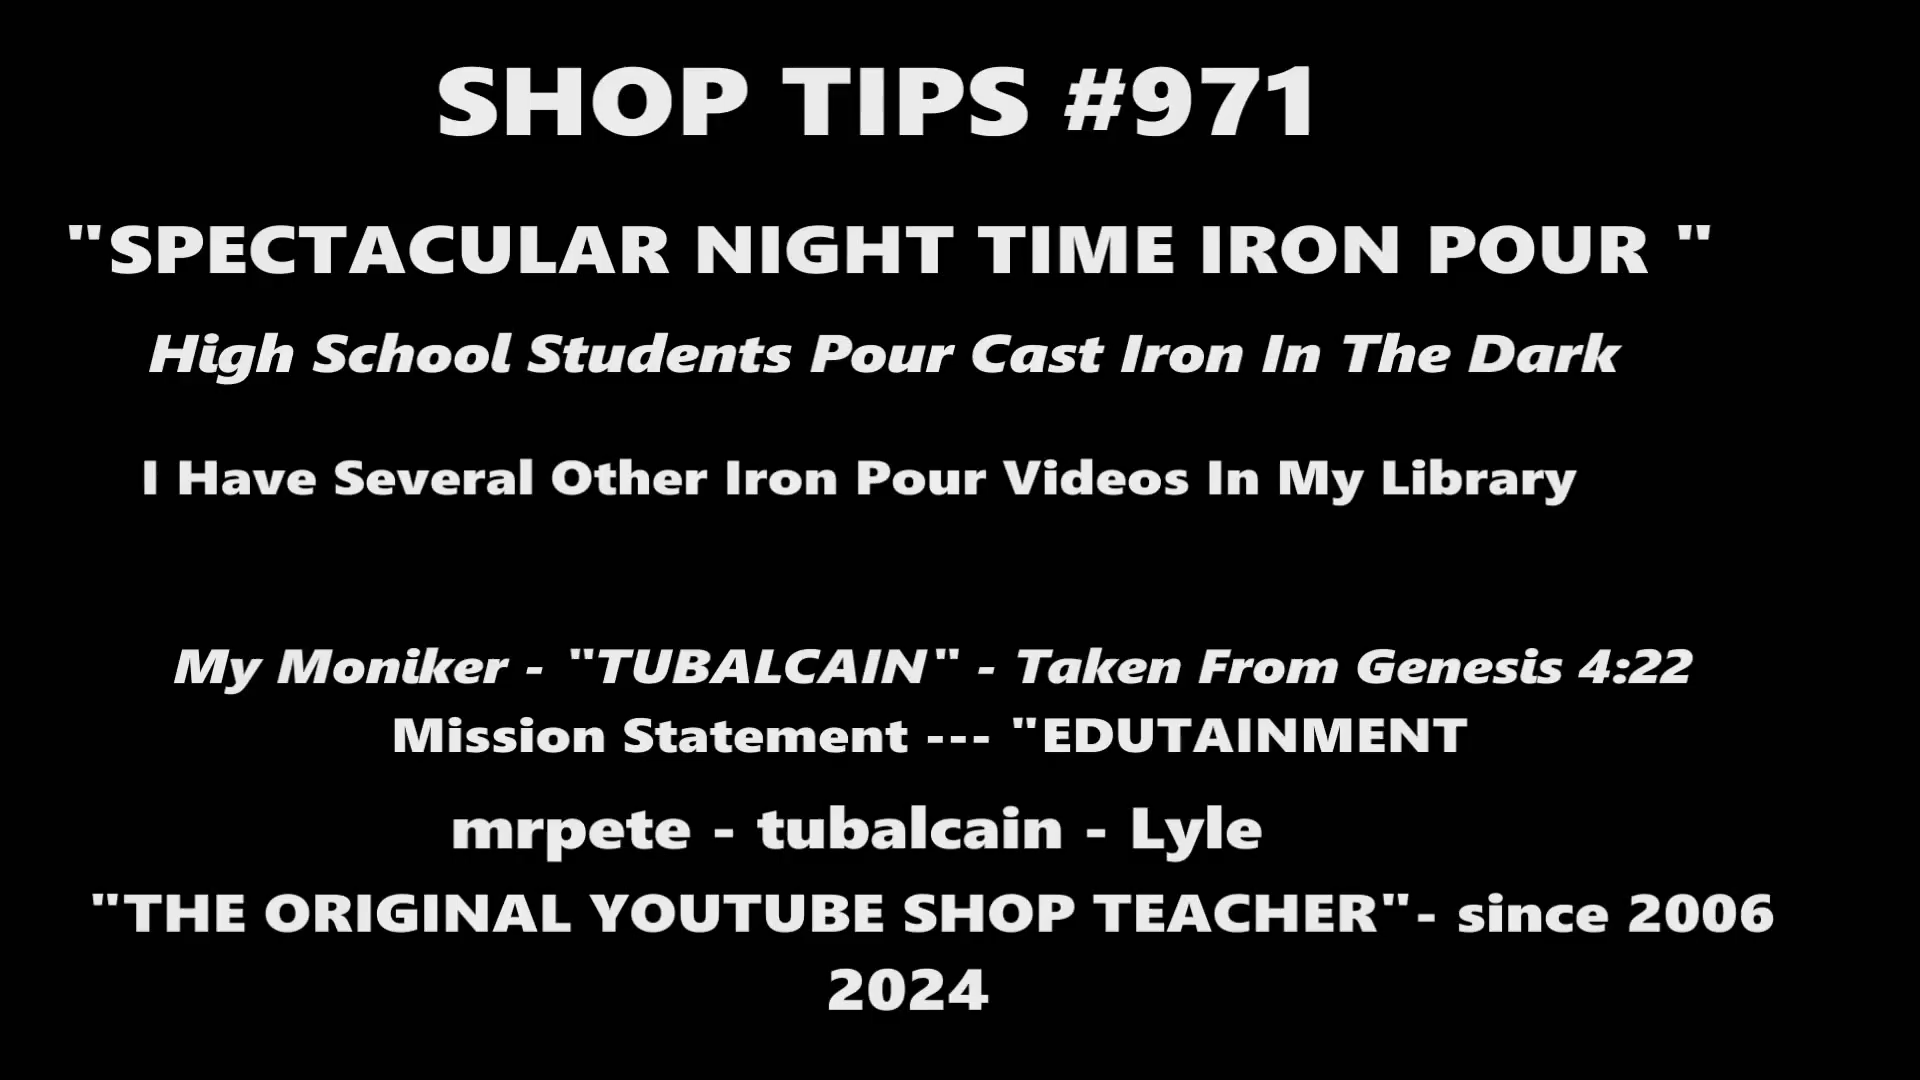 SHOP TIPS #971
"SPECTACULAR NIGHT TIME IRON POUR "
High School Students Pour Cast Iron In The Dark
I Have Several Other Iron Pour Videos In My Library
My Moniker - "TUBALCAIN" - Taken From Genesis 4:22
Mission Statement --- "EDUTAINMENT
mrpete - tubalcain - Lyle
"THE ORIGINAL YOUTUBE SHOP TEACHER"- since 2006
2024